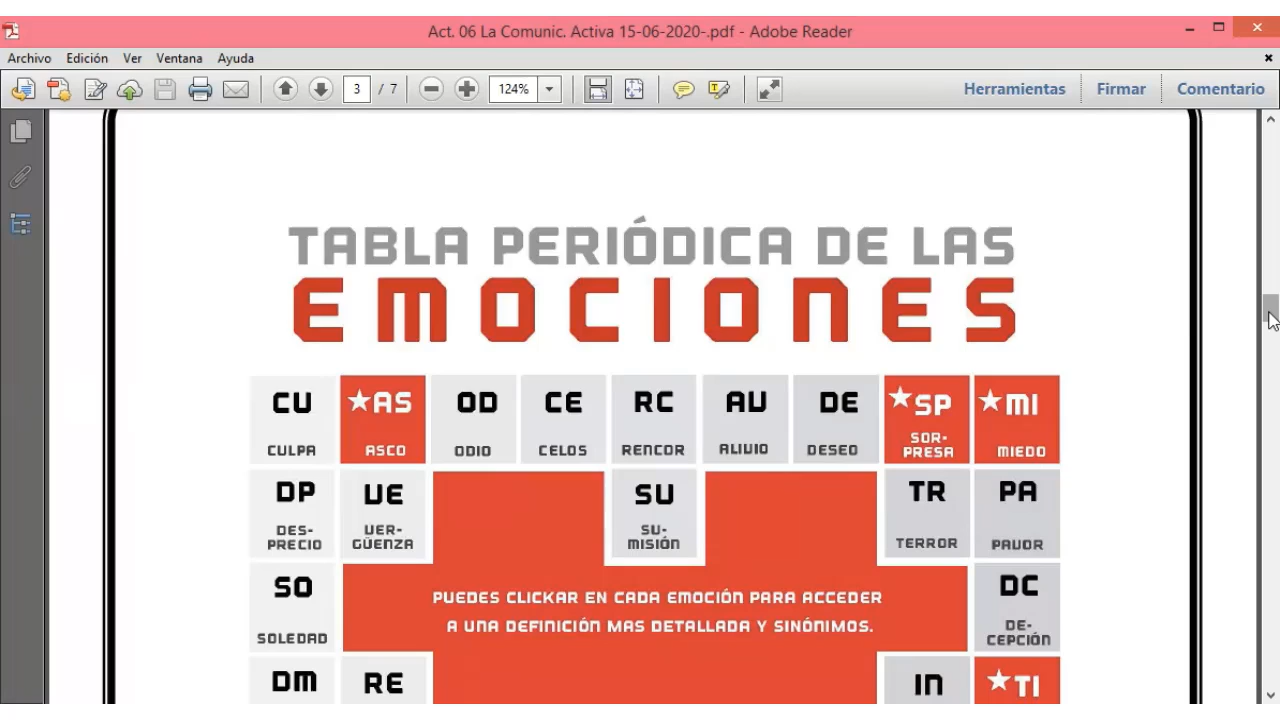 Act. 06 La Comunic. Activa 15-06-2020-.pdf - Adobe Reader
Archivo Edición Ver Ventana Ayuda
3 / 7 124% Herramientas Firmar Comentario
TABLA PERIÓDICA DE LAS
EMOCIONES
CU AS OD CE RC AU DE SP MI
CULPA ASCO ODIO CELOS RENCOR ALIVIO DESEO SOR-
PRESA MIEDO
DP VE SU TR PA
DES-
PRECIO VER-
GÜENZA SU-
MISIÓN TERROR PAVOR
SO DC
SOLEDAD DE-
CEPCIÓN
PUEDES CLICKAR EN CADA EMOCIÓN PARA ACCEDER
A UNA DEFINICIÓN MAS DETALLADA Y SINÓNIMOS.
DM RE IN TI